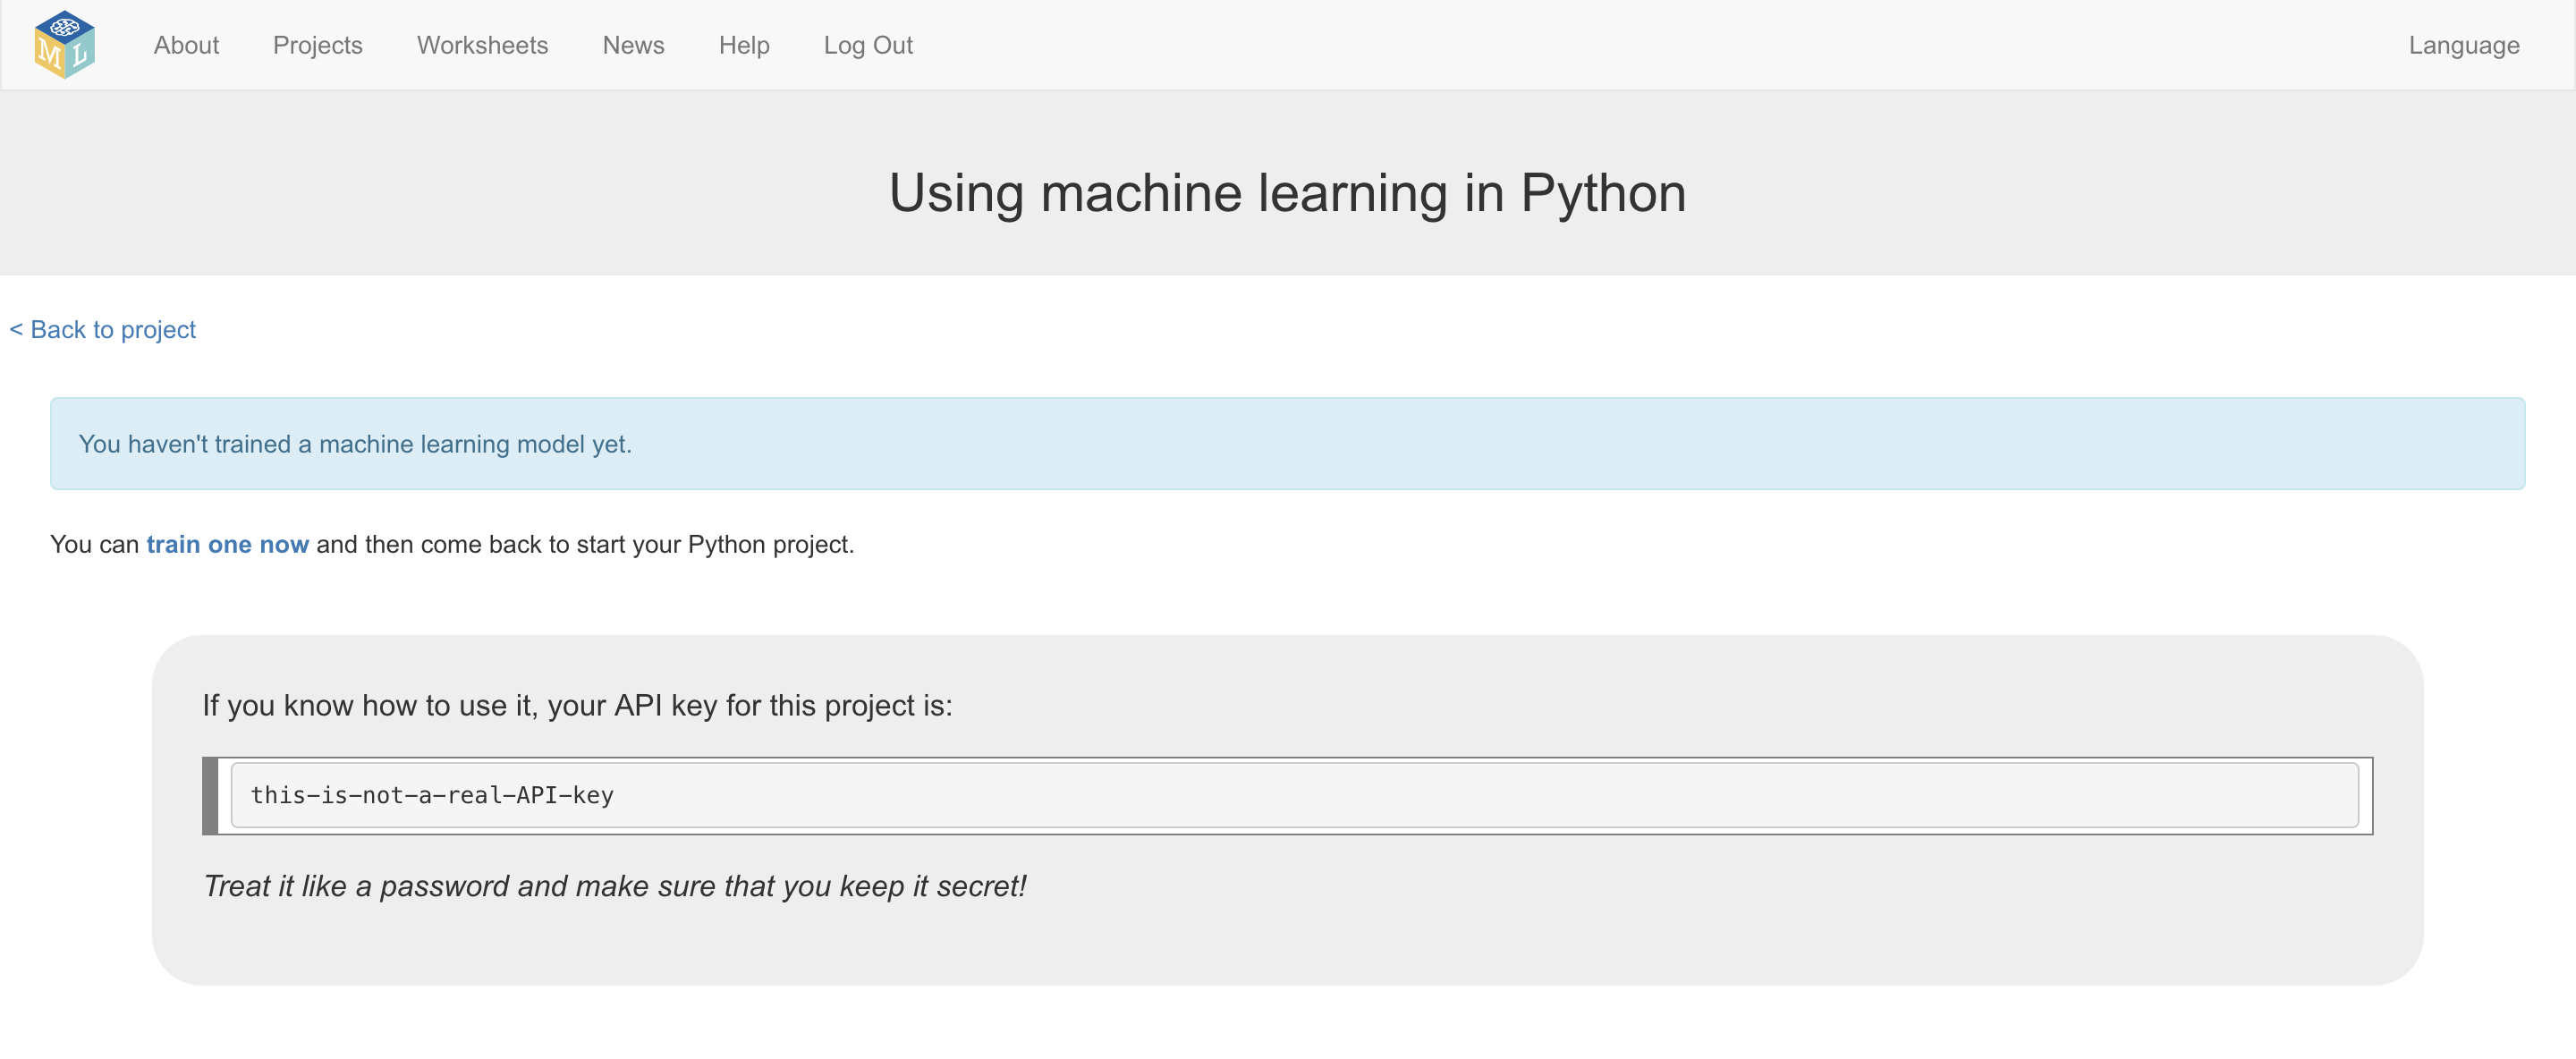 ML
About Projects Worksheets News Help Log Out Language
Using machine learning in Python
< Back to project
You haven't trained a machine learning model yet.
You can train one now and then come back to start your Python project.
If you know how to use it, your API key for this project is:
this-is-not-a-real-API-key
Treat it like a password and make sure that you keep it secret!